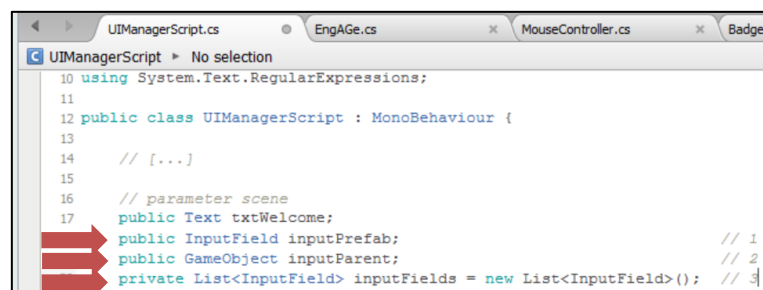 UIManagerScript.cs EngAGe.cs MouseController.cs Badge
C UIManagerScript ▸ No selection
10 using System.Text.RegularExpressions;
11
12 public class UIManagerScript : MonoBehaviour {
13
14 // [...]
15
16 // parameter scene
17 public Text txtWelcome;
public InputField inputPrefab; // 1
public GameObject inputParent; // 2
private List<InputField> inputFields = new List<InputField>(); // 3